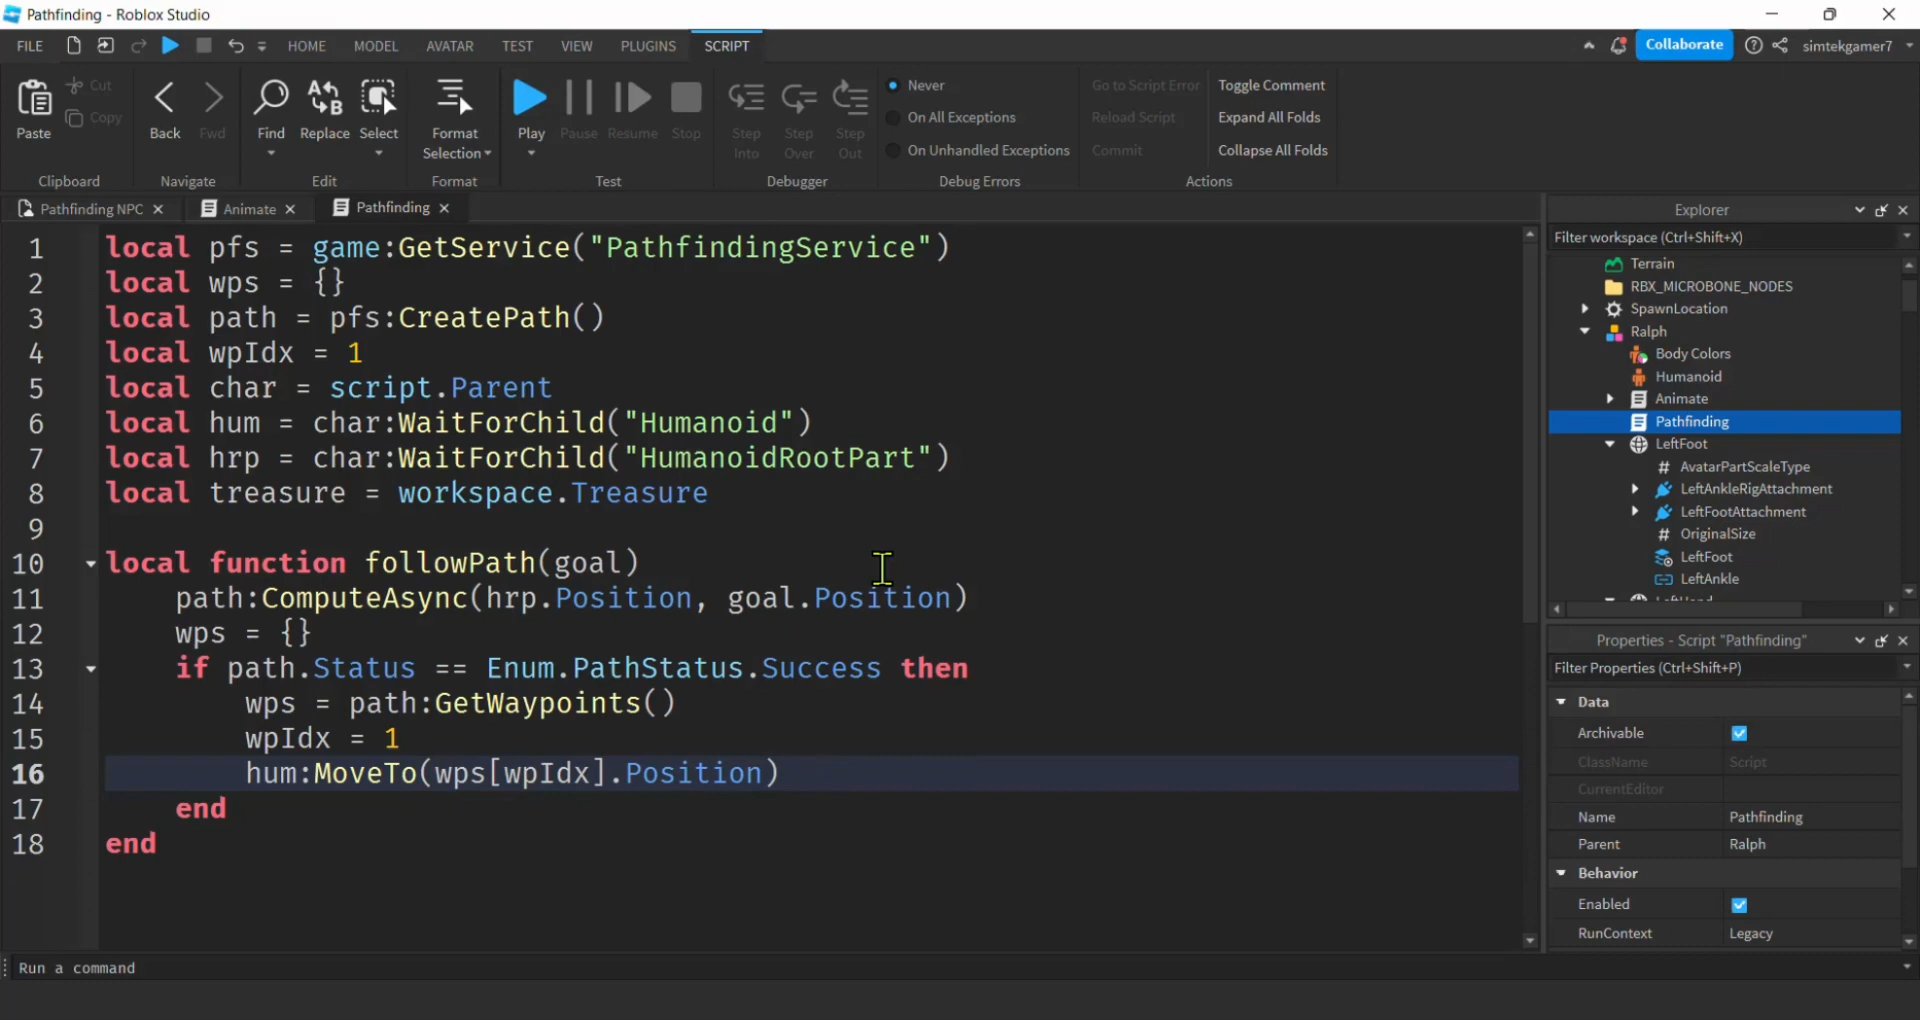 Pathfinding - Roblox Studio
FILE HOME MODEL AVATAR TEST VIEW PLUGINS SCRIPT Collaborate simtekgamer7
Paste Cut Copy
Clipboard
Back Fwd
Navigate
Find Replace Select
Edit
Format Selection
Format
Play Pause Resume Stop
Test
Step Into Step Over Step Out
Debugger
Never
On All Exceptions
On Unhandled Exceptions
Debug Errors
Go to Script Error Toggle Comment
Reload Script Expand All Folds
Commit Collapse All Folds
Actions
Pathfinding NPC Animate Pathfinding
1 local pfs = game:GetService("PathfindingService")
2 local wps = {}
3 local path = pfs:CreatePath()
4 local wpIdx = 1
5 local char = script.Parent
6 local hum = char:WaitForChild("Humanoid")
7 local hrp = char:WaitForChild("HumanoidRootPart")
8 local treasure = workspace.Treasure
9
10 local function followPath(goal)
11 path:ComputeAsync(hrp.Position, goal.Position)
12 wps = {}
13 if path.Status == Enum.PathStatus.Success then
14 wps = path:GetWaypoints()
15 wpIdx = 1
16 hum:MoveTo(wps[wpIdx].Position)
17 end
18 end
Explorer
Filter workspace (Ctrl+Shift+X)
Terrain
RBX_MICROBONE_NODES
SpawnLocation
Ralph
Body Colors
Humanoid
Animate
Pathfinding
LeftFoot
# AvatarPartScaleType
LeftAnkleRigAttachment
LeftFootAttachment
# OriginalSize
LeftFoot
LeftAnkle
Properties - Script "Pathfinding"
Filter Properties (Ctrl+Shift+P)
Data
Archivable
ClassName Script
CurrentEditor
Name Pathfinding
Parent Ralph
Behavior
Enabled
RunContext Legacy
Run a command